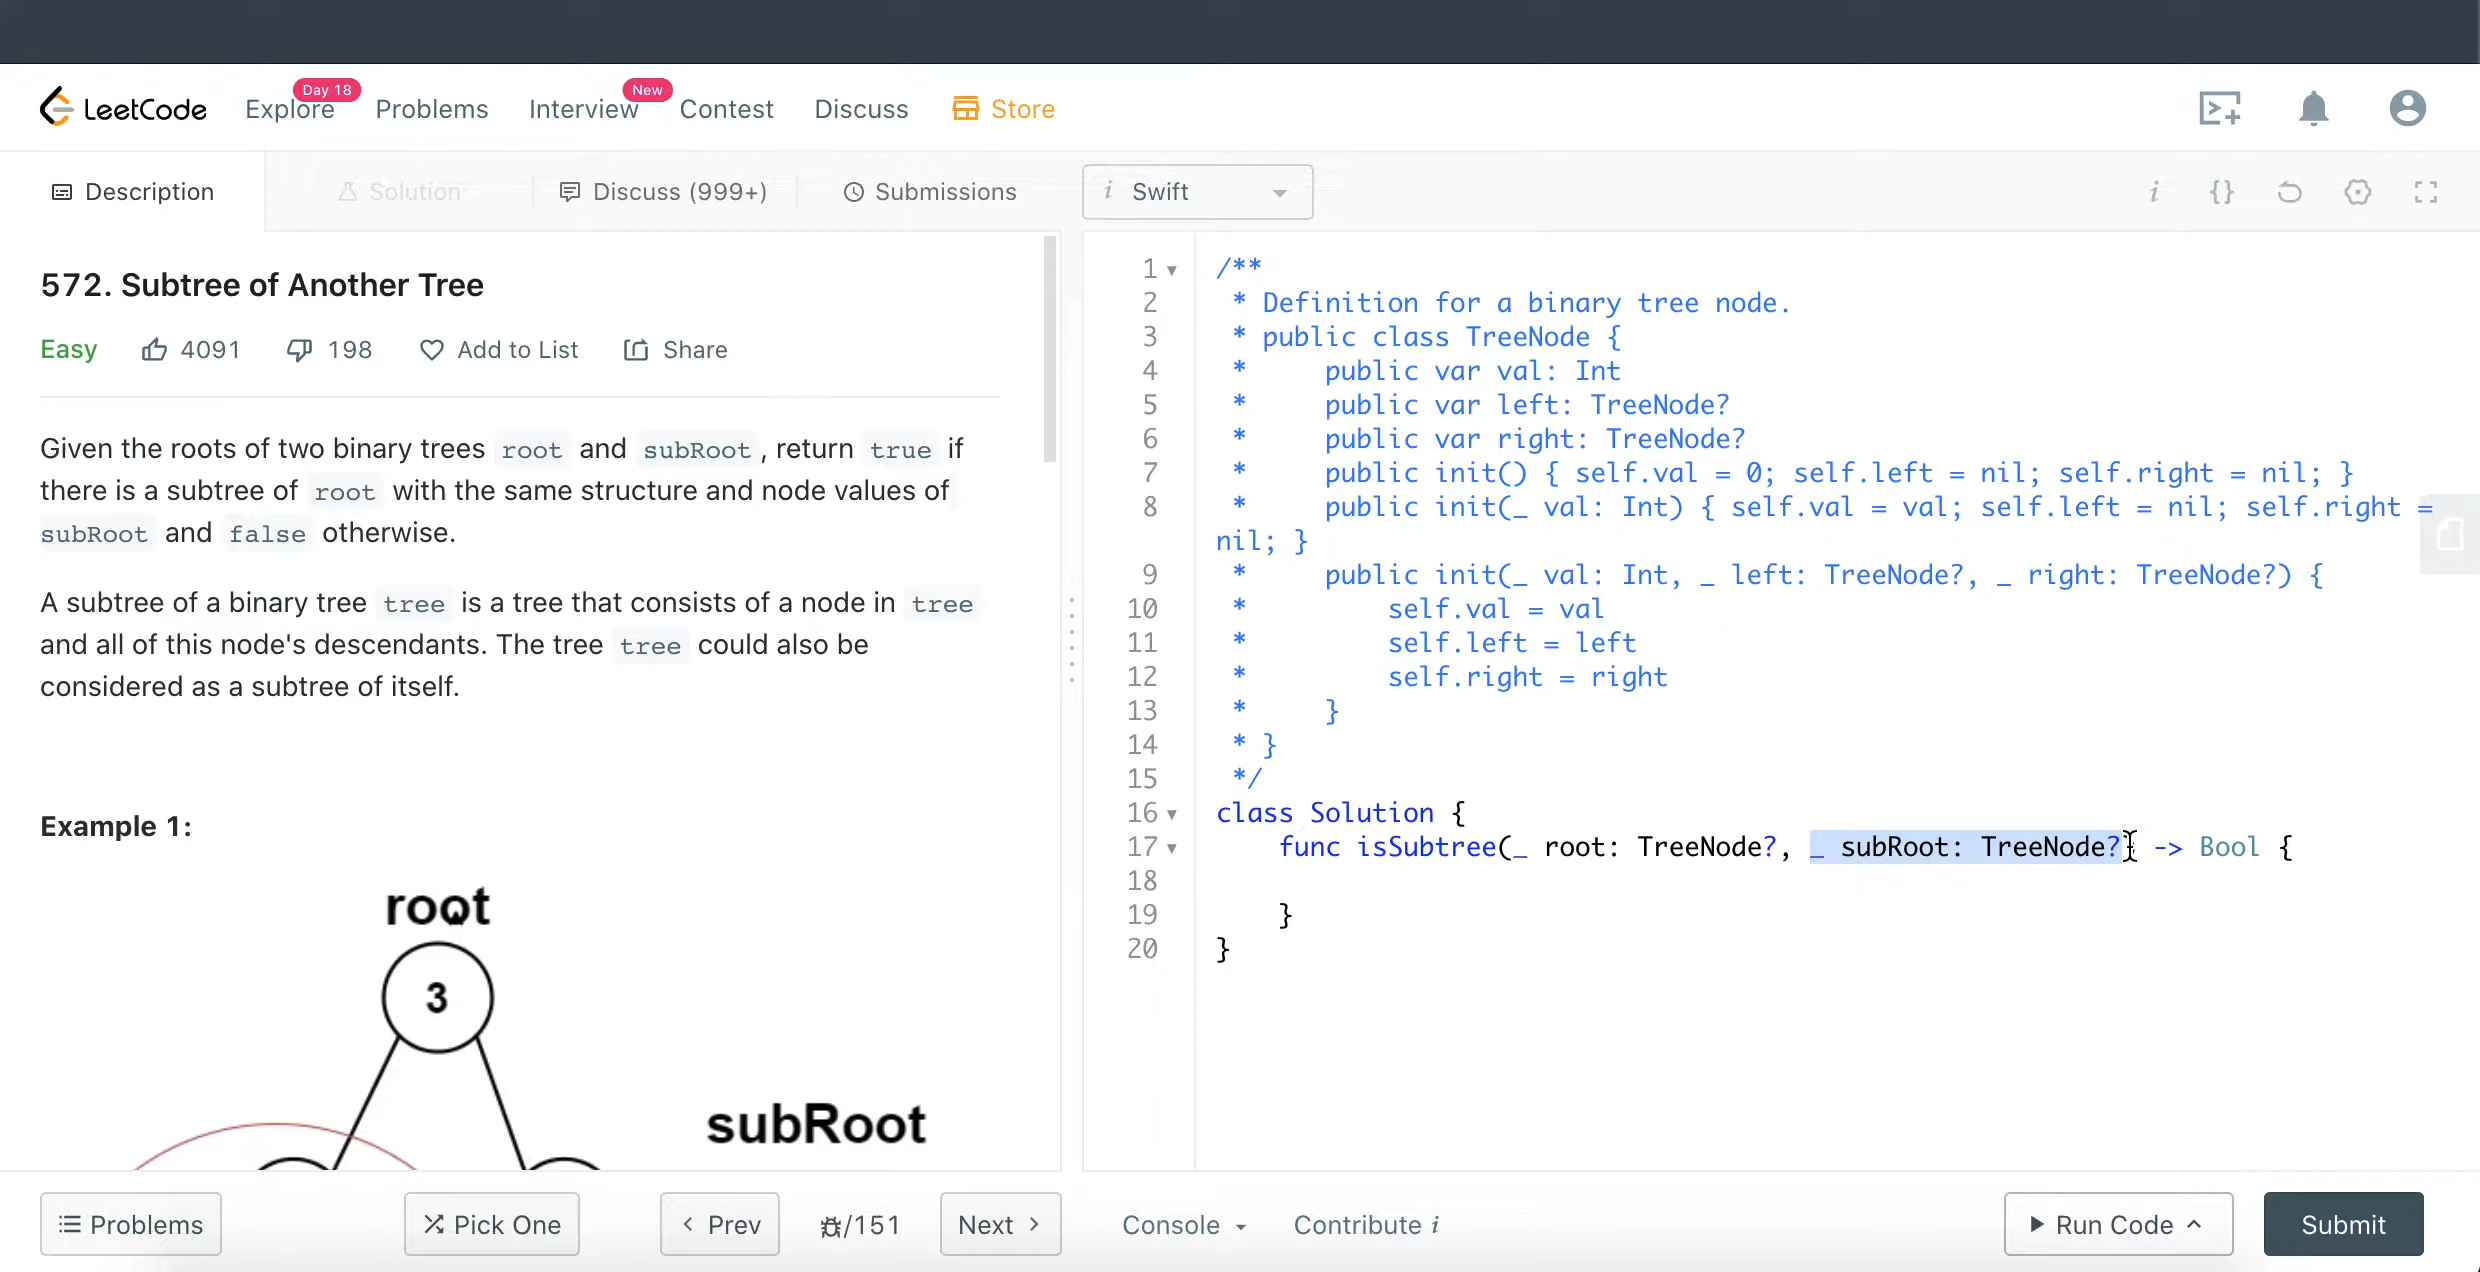 LeetCode Explore Day 18 Problems Interview New Contest Discuss Store
Description Solution Discuss (999+) Submissions i Swift i {}
572. Subtree of Another Tree
Easy 4091 198 Add to List Share
Given the roots of two binary trees root and subRoot, return true if
there is a subtree of root with the same structure and node values of
subRoot and false otherwise.
A subtree of a binary tree tree is a tree that consists of a node in tree
and all of this node's descendants. The tree tree could also be
considered as a subtree of itself.
Example 1:
root
3
subRoot
1 /**
2  * Definition for a binary tree node.
3  * public class TreeNode {
4  *     public var val: Int
5  *     public var left: TreeNode?
6  *     public var right: TreeNode?
7  *     public init() { self.val = 0; self.left = nil; self.right = nil; }
8  *     public init(_ val: Int) { self.val = val; self.left = nil; self.right =
nil; }
9  *     public init(_ val: Int, _ left: TreeNode?, _ right: TreeNode?) {
10  *         self.val = val
11  *         self.left = left
12  *         self.right = right
13  *     }
14  * }
15  */
16 class Solution {
17     func isSubtree(_ root: TreeNode?, _ subRoot: TreeNode?) -> Bool {
18
19     }
20 }
Problems Pick One < Prev /151 Next > Console Contribute i Run Code Submit